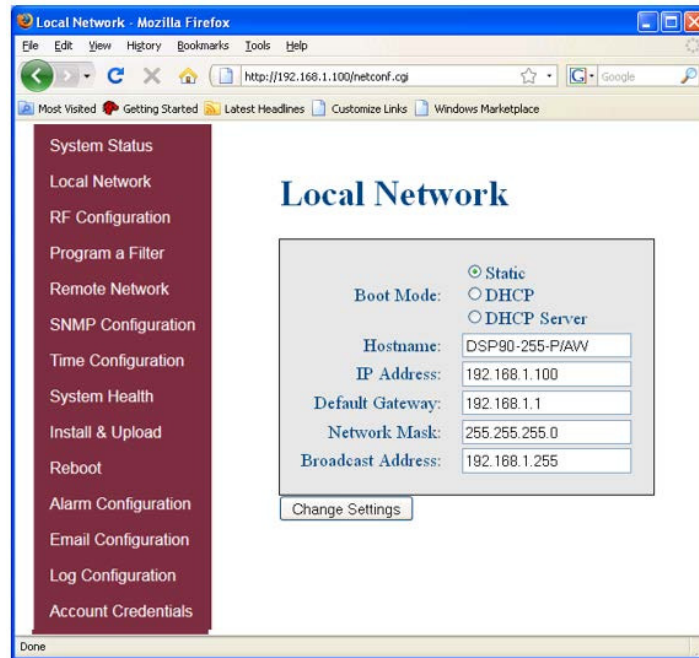 Local Network - Mozilla Firefox
File Edit View History Bookmarks Tools Help
http://192.168.1.100/netconf.cgi
G Google
Most Visited Getting Started Latest Headlines Customize Links Windows Marketplace
System Status
Local Network
RF Configuration
Program a Filter
Remote Network
SNMP Configuration
Time Configuration
System Health
Install & Upload
Reboot
Alarm Configuration
Email Configuration
Log Configuration
Account Credentials
Local Network
Boot Mode:
Static
DHCP
DHCP Server
Hostname: DSP90-255-P/AW
IP Address: 192.168.1.100
Default Gateway: 192.168.1.1
Network Mask: 255.255.255.0
Broadcast Address: 192.168.1.255
Change Settings
Done